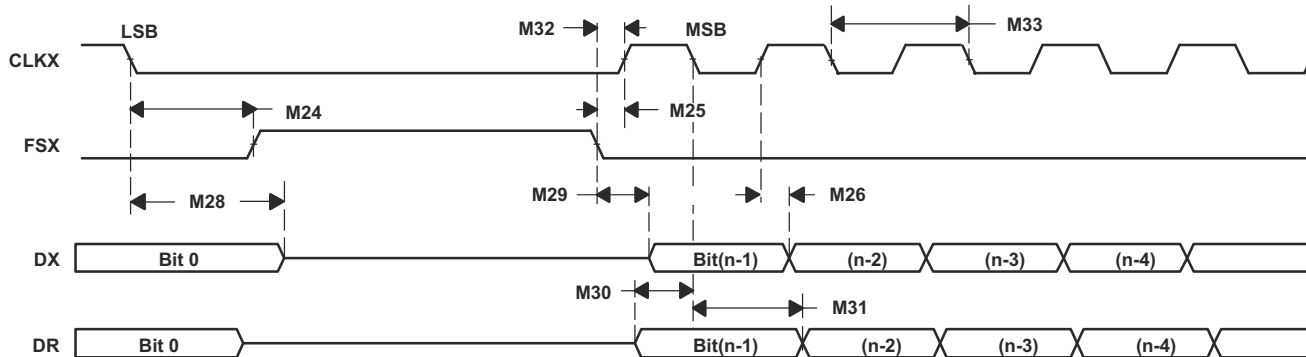 LSB M32 MSB M33
CLKX
M24 M25
FSX
M28 M29 M26
DX Bit 0 Bit(n-1) (n-2) (n-3) (n-4)
M30 M31
DR Bit 0 Bit(n-1) (n-2) (n-3) (n-4)